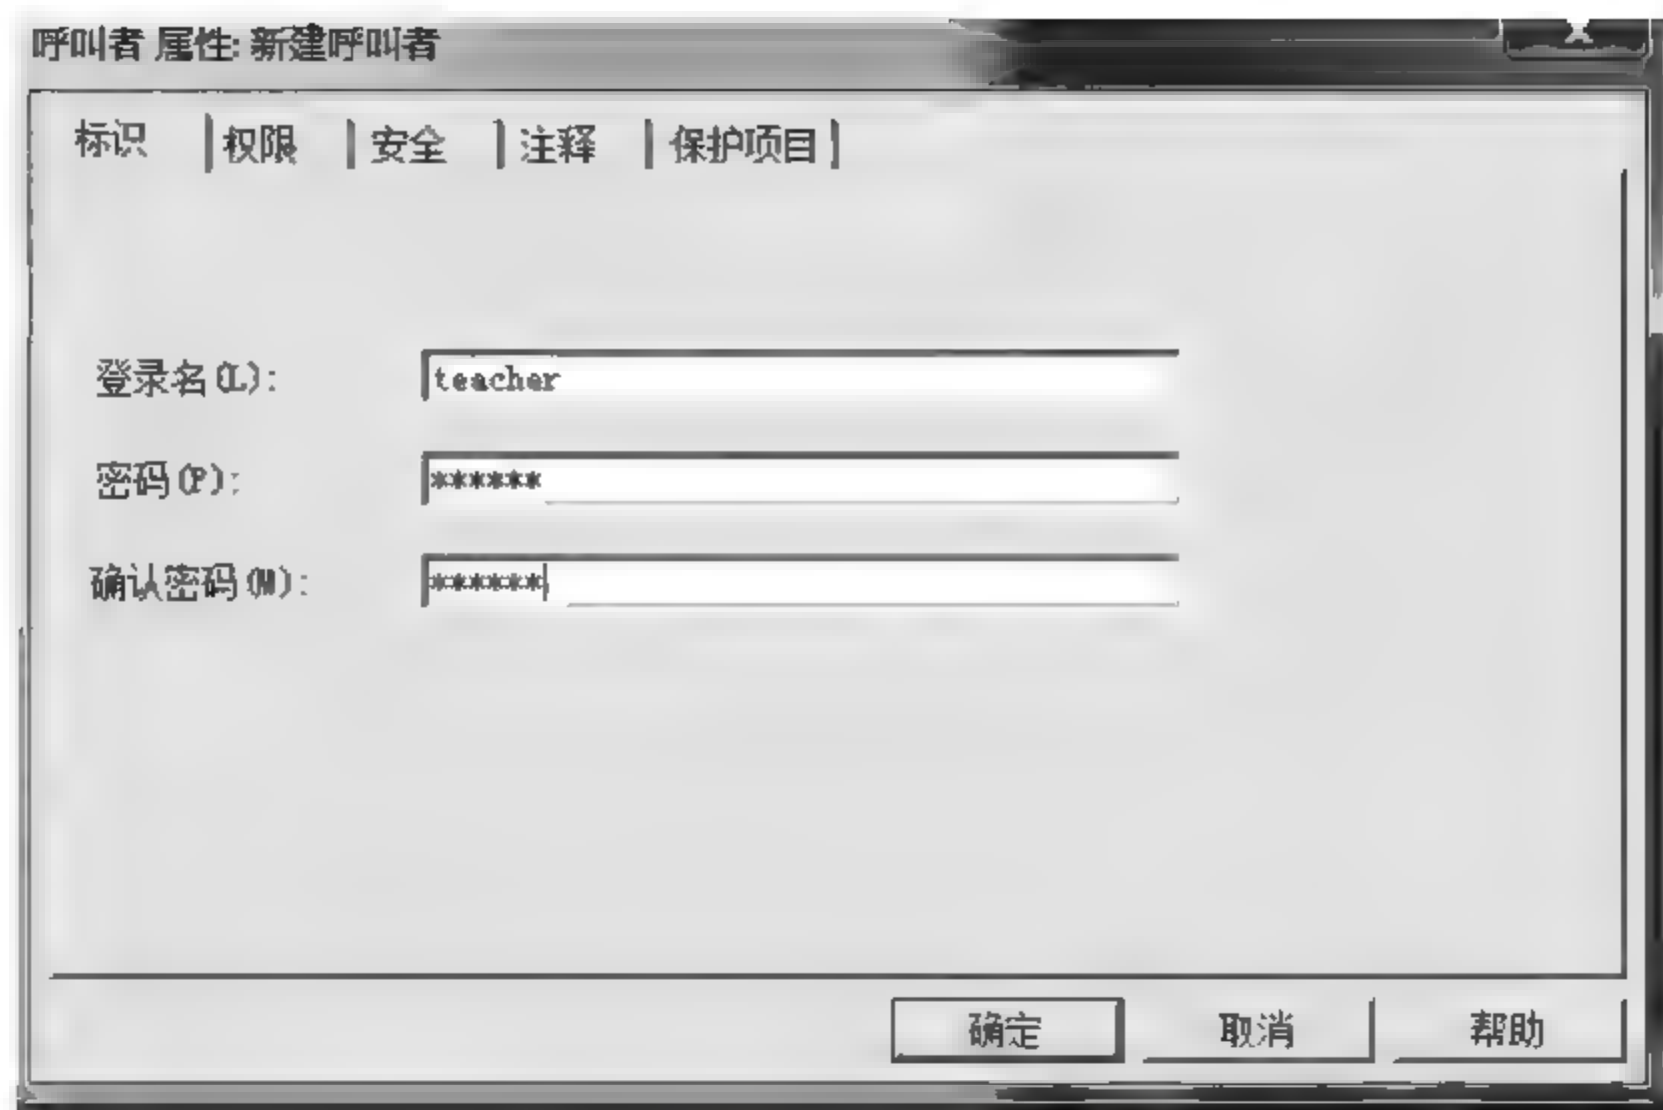 呼叫者 属性: 新建呼叫者
标识 权限 安全 注释 保护项目
登录名(L): teacher
密码(P): ******
确认密码(M): ******
确定 取消 帮助